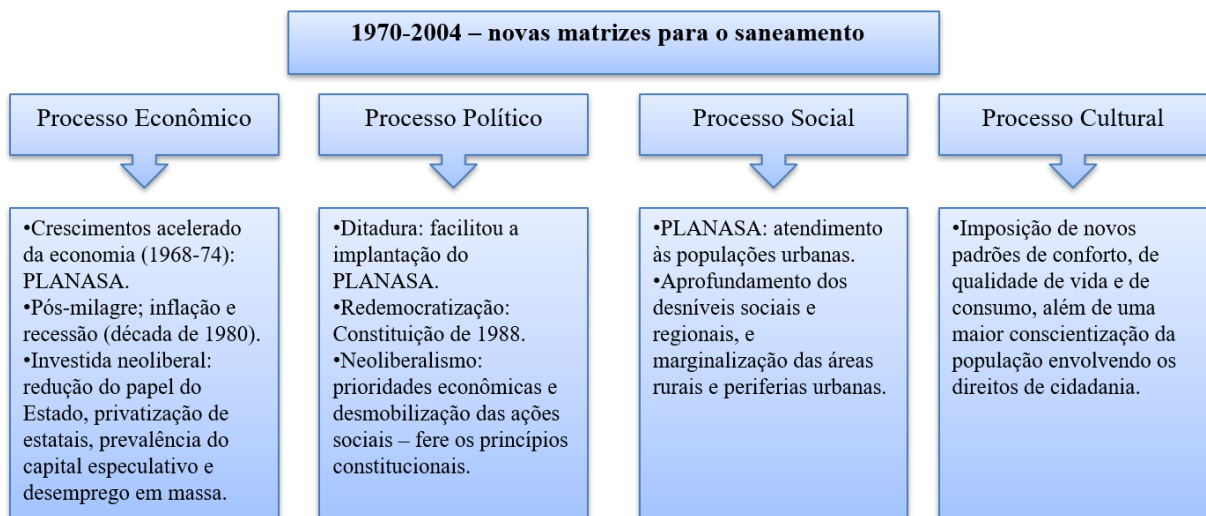 1970-2004 – novas matrizes para o saneamento
Processo Econômico
•Crescimentos acelerado
da economia (1968-74):
PLANASA.
•Pós-milagre; inflação e
recessão (década de 1980).
•Investida neoliberal:
redução do papel do
Estado, privatização de
estatais, prevalência do
capital especulativo e
desemprego em massa.
Processo Político
•Ditadura: facilitou a
implantação do
PLANASA.
•Redemocratização:
Constituição de 1988.
•Neoliberalismo:
prioridades econômicas e
desmobilização das ações
sociais – fere os princípios
constitucionais.
Processo Social
•PLANASA: atendimento
às populações urbanas.
•Aprofundamento dos
desníveis sociais e
regionais, e
marginalização das áreas
rurais e periferias urbanas.
Processo Cultural
•Imposição de novos
padrões de conforto, de
qualidade de vida e de
consumo, além de uma
maior conscientização da
população envolvendo os
direitos de cidadania.